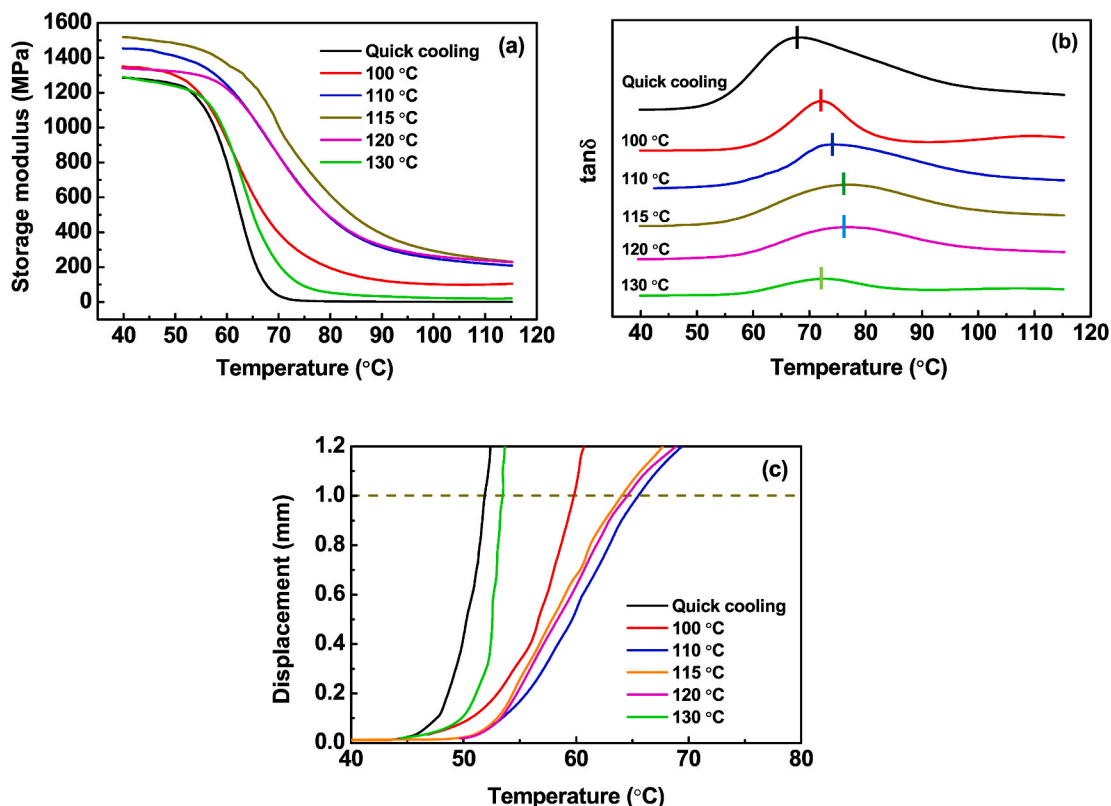 (a)
Storage modulus (MPa)
1600
1400
1200
1000
800
600
400
200
0
Quick cooling
100 °C
110 °C
115 °C
120 °C
130 °C
40 50 60 70 80 90 100 110 120
Temperature (°C)
(b)
tanδ
Quick cooling
100 °C
110 °C
115 °C
120 °C
130 °C
40 50 60 70 80 90 100 110 120
Temperature (°C)
(c)
Displacement (mm)
1.2
1.0
0.8
0.6
0.4
0.2
0.0
Quick cooling
100 °C
110 °C
115 °C
120 °C
130 °C
40 50 60 70 80
Temperature (°C)